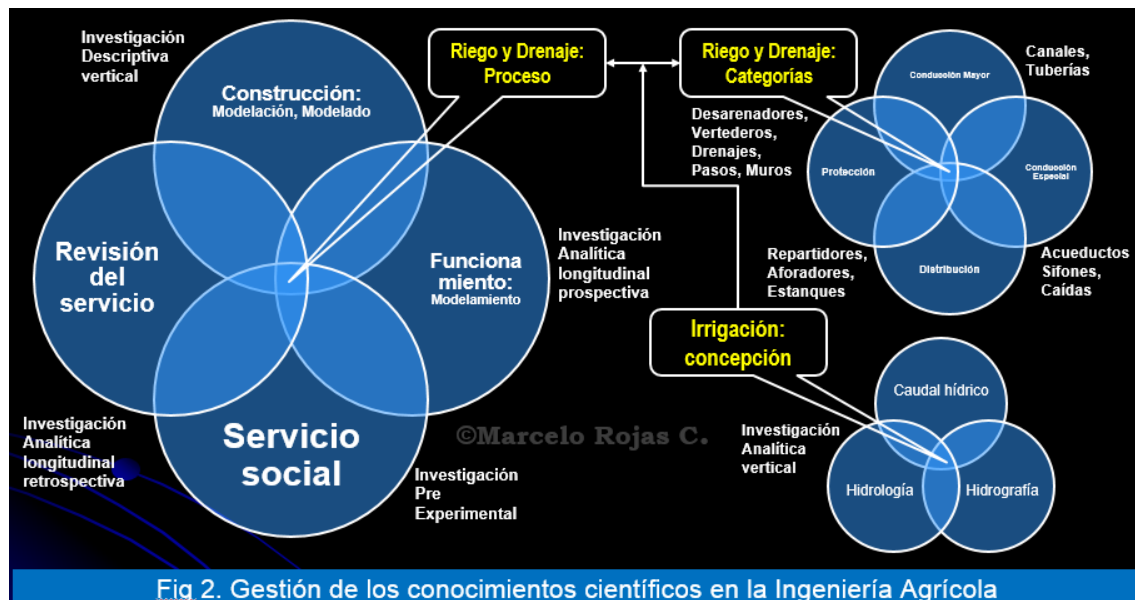 Investigación
Descriptiva
vertical
Construcción:
Modelación, Modelado
Riego y Drenaje:
Proceso
Riego y Drenaje:
Categorías
Conducción Mayor
Canales,
Tuberías
Desarenadores,
Vertederos,
Drenajes,
Pasos, Muros
Protección
Conducción
Especial
Revisión
del
servicio
Funciona
miento:
Modelamiento
Investigación
Analítica
longitudinal
prospectiva
Repartidores,
Aforadores,
Estanques
Distribución
Acueductos
Sifones,
Caídas
Irrigación:
concepción
Caudal hídrico
Investigación
Analítica
longitudinal
retrospectiva
Servicio
social
©Marcelo Rojas C.
Investigación
Pre
Experimental
Investigación
Analítica
vertical
Hidrología
Hidrografía
Fig 2. Gestión de los conocimientos científicos en la Ingeniería Agrícola